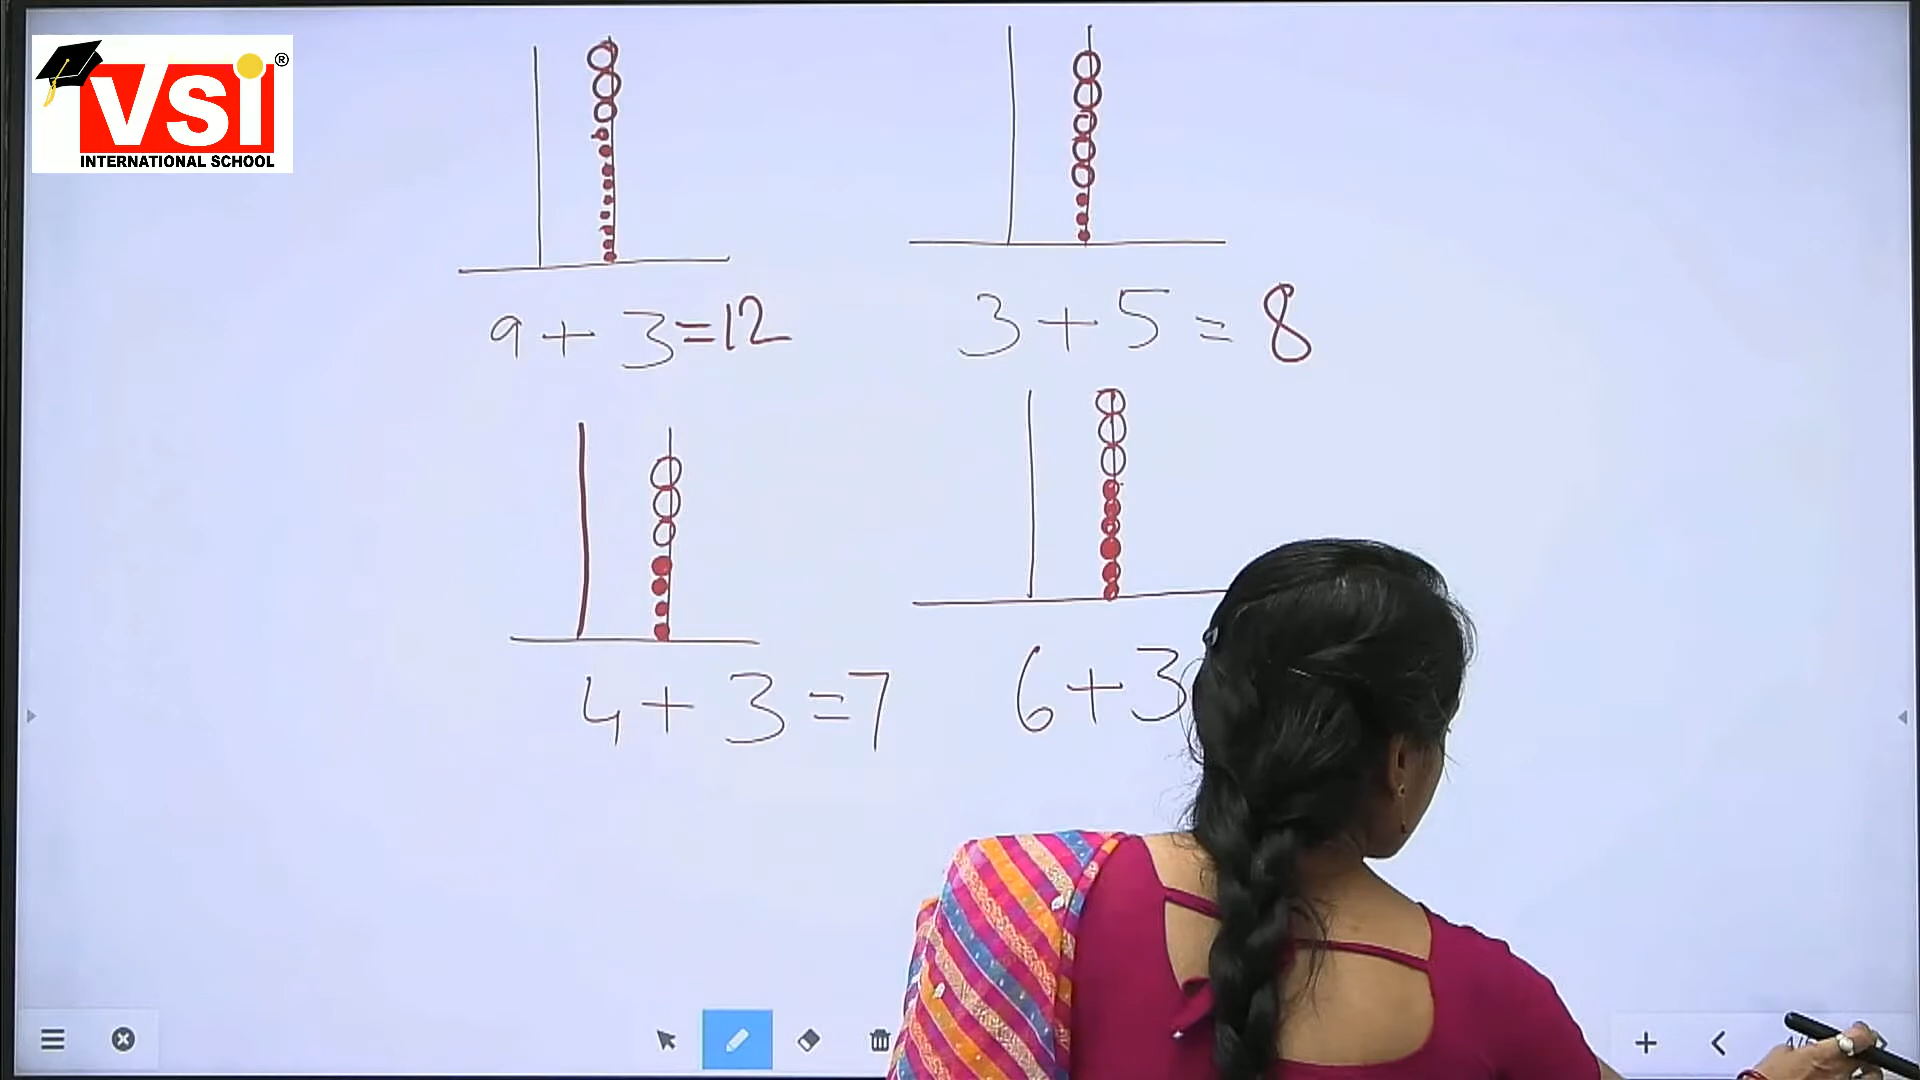 vsi®
INTERNATIONAL SCHOOL
9+3=12
3+5=8
4+3=7
6+3